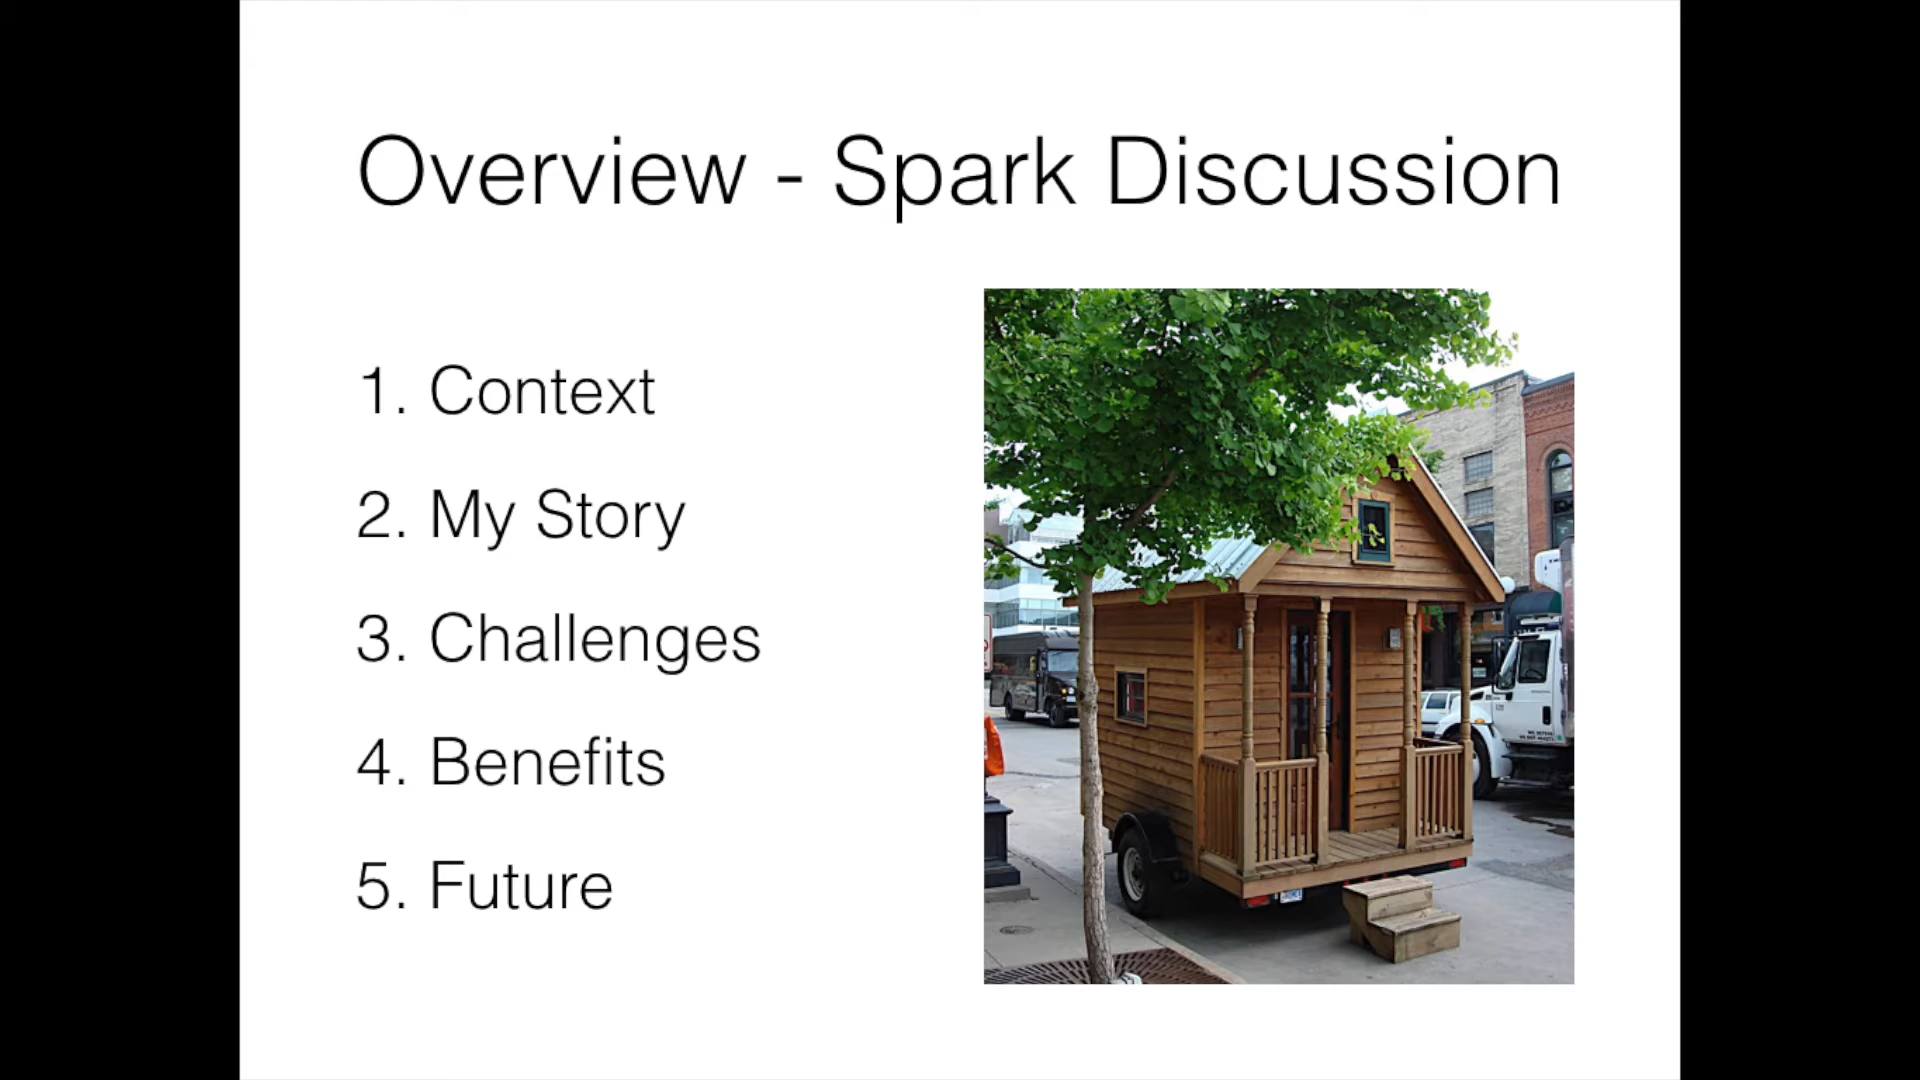 Overview - Spark Discussion
1. Context
2. My Story
3. Challenges
4. Benefits
5. Future